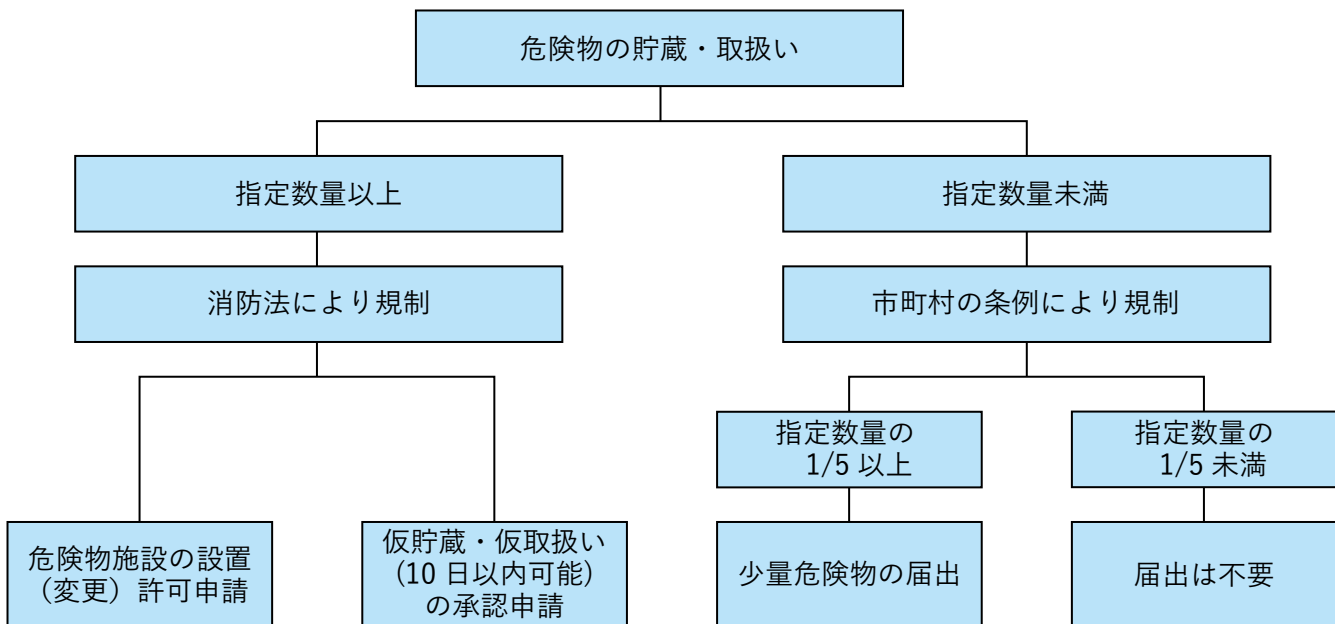 危険物の貯蔵・取扱い
指定数量以上
指定数量未満
消防法により規制
市町村の条例により規制
指定数量の
1/5 以上
指定数量の
1/5 未満
危険物施設の設置
（変更）許可申請
仮貯蔵・仮取扱い
(10 日以内可能)
の承認申請
少量危険物の届出
届出は不要